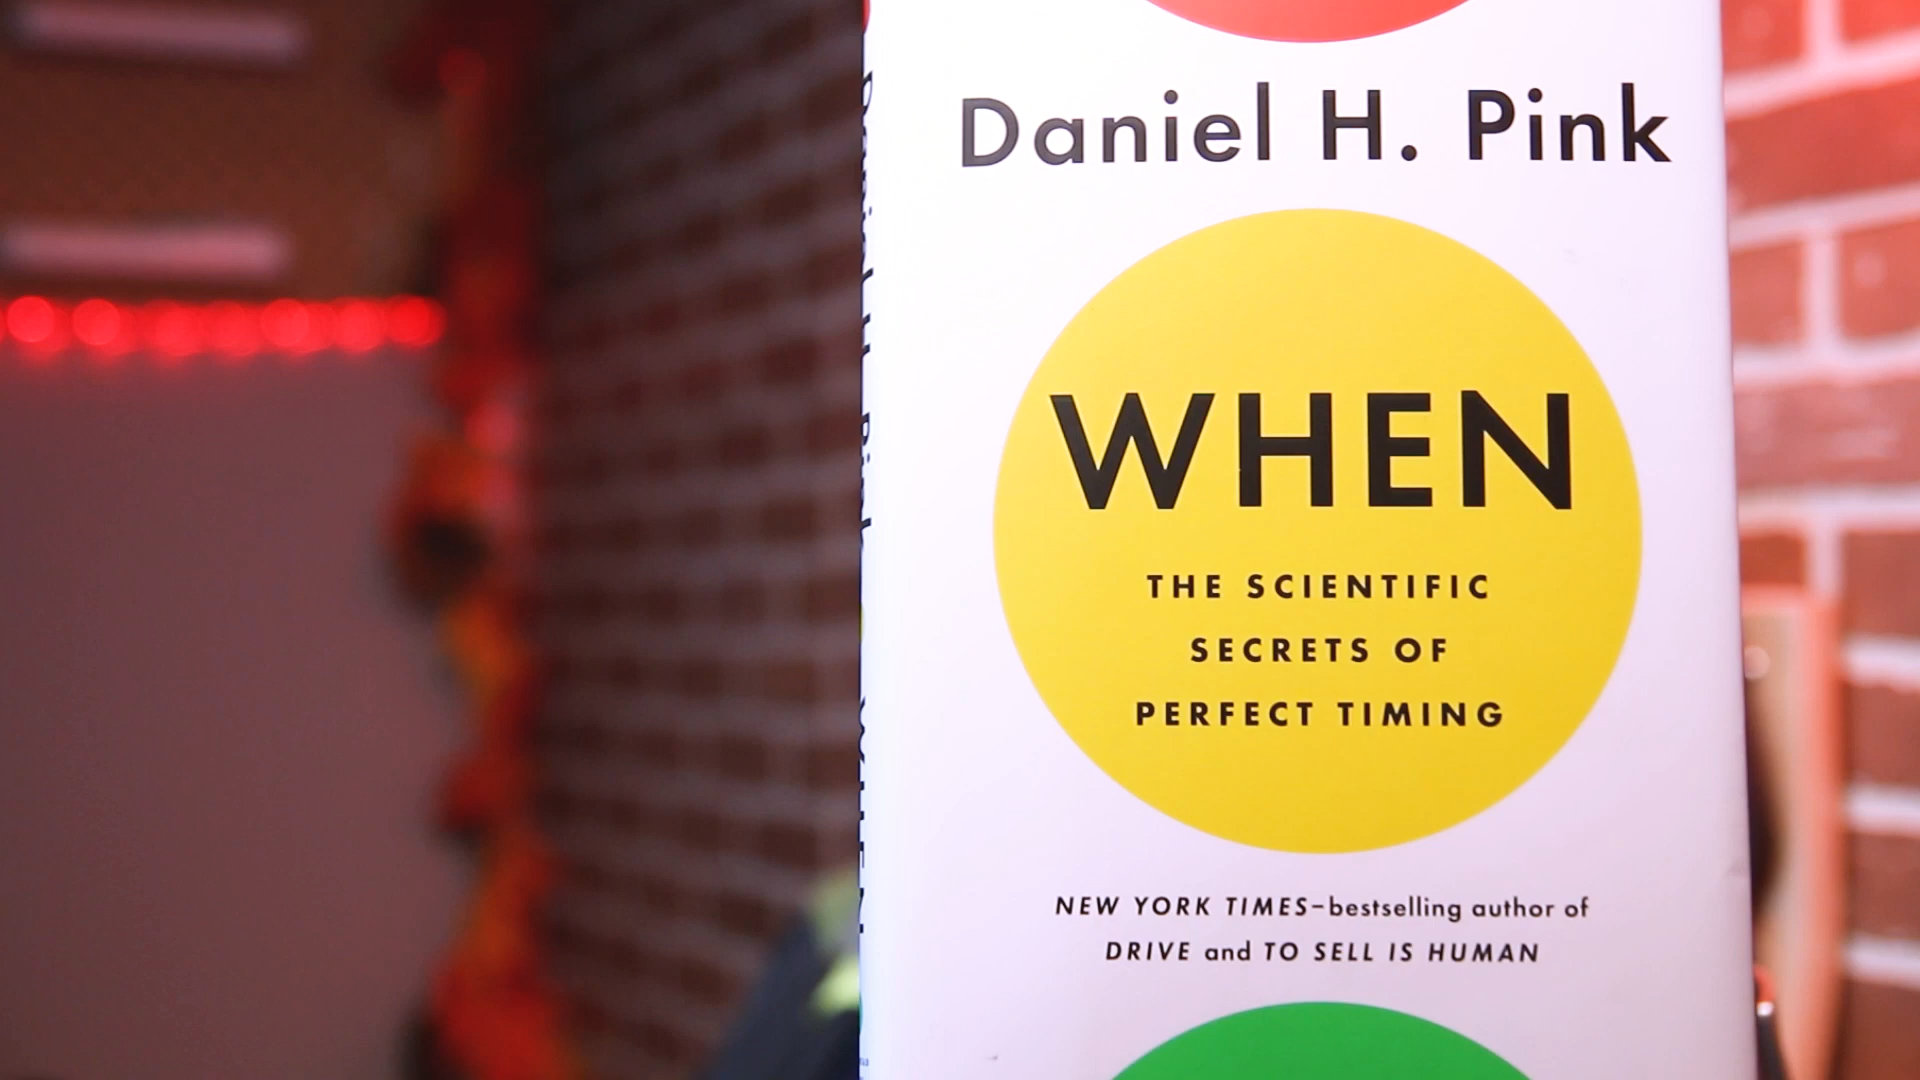 Daniel H. Pink
WHEN
THE SCIENTIFIC
SECRETS OF
PERFECT TIMING
NEW YORK TIMES–bestselling author of
DRIVE and TO SELL IS HUMAN